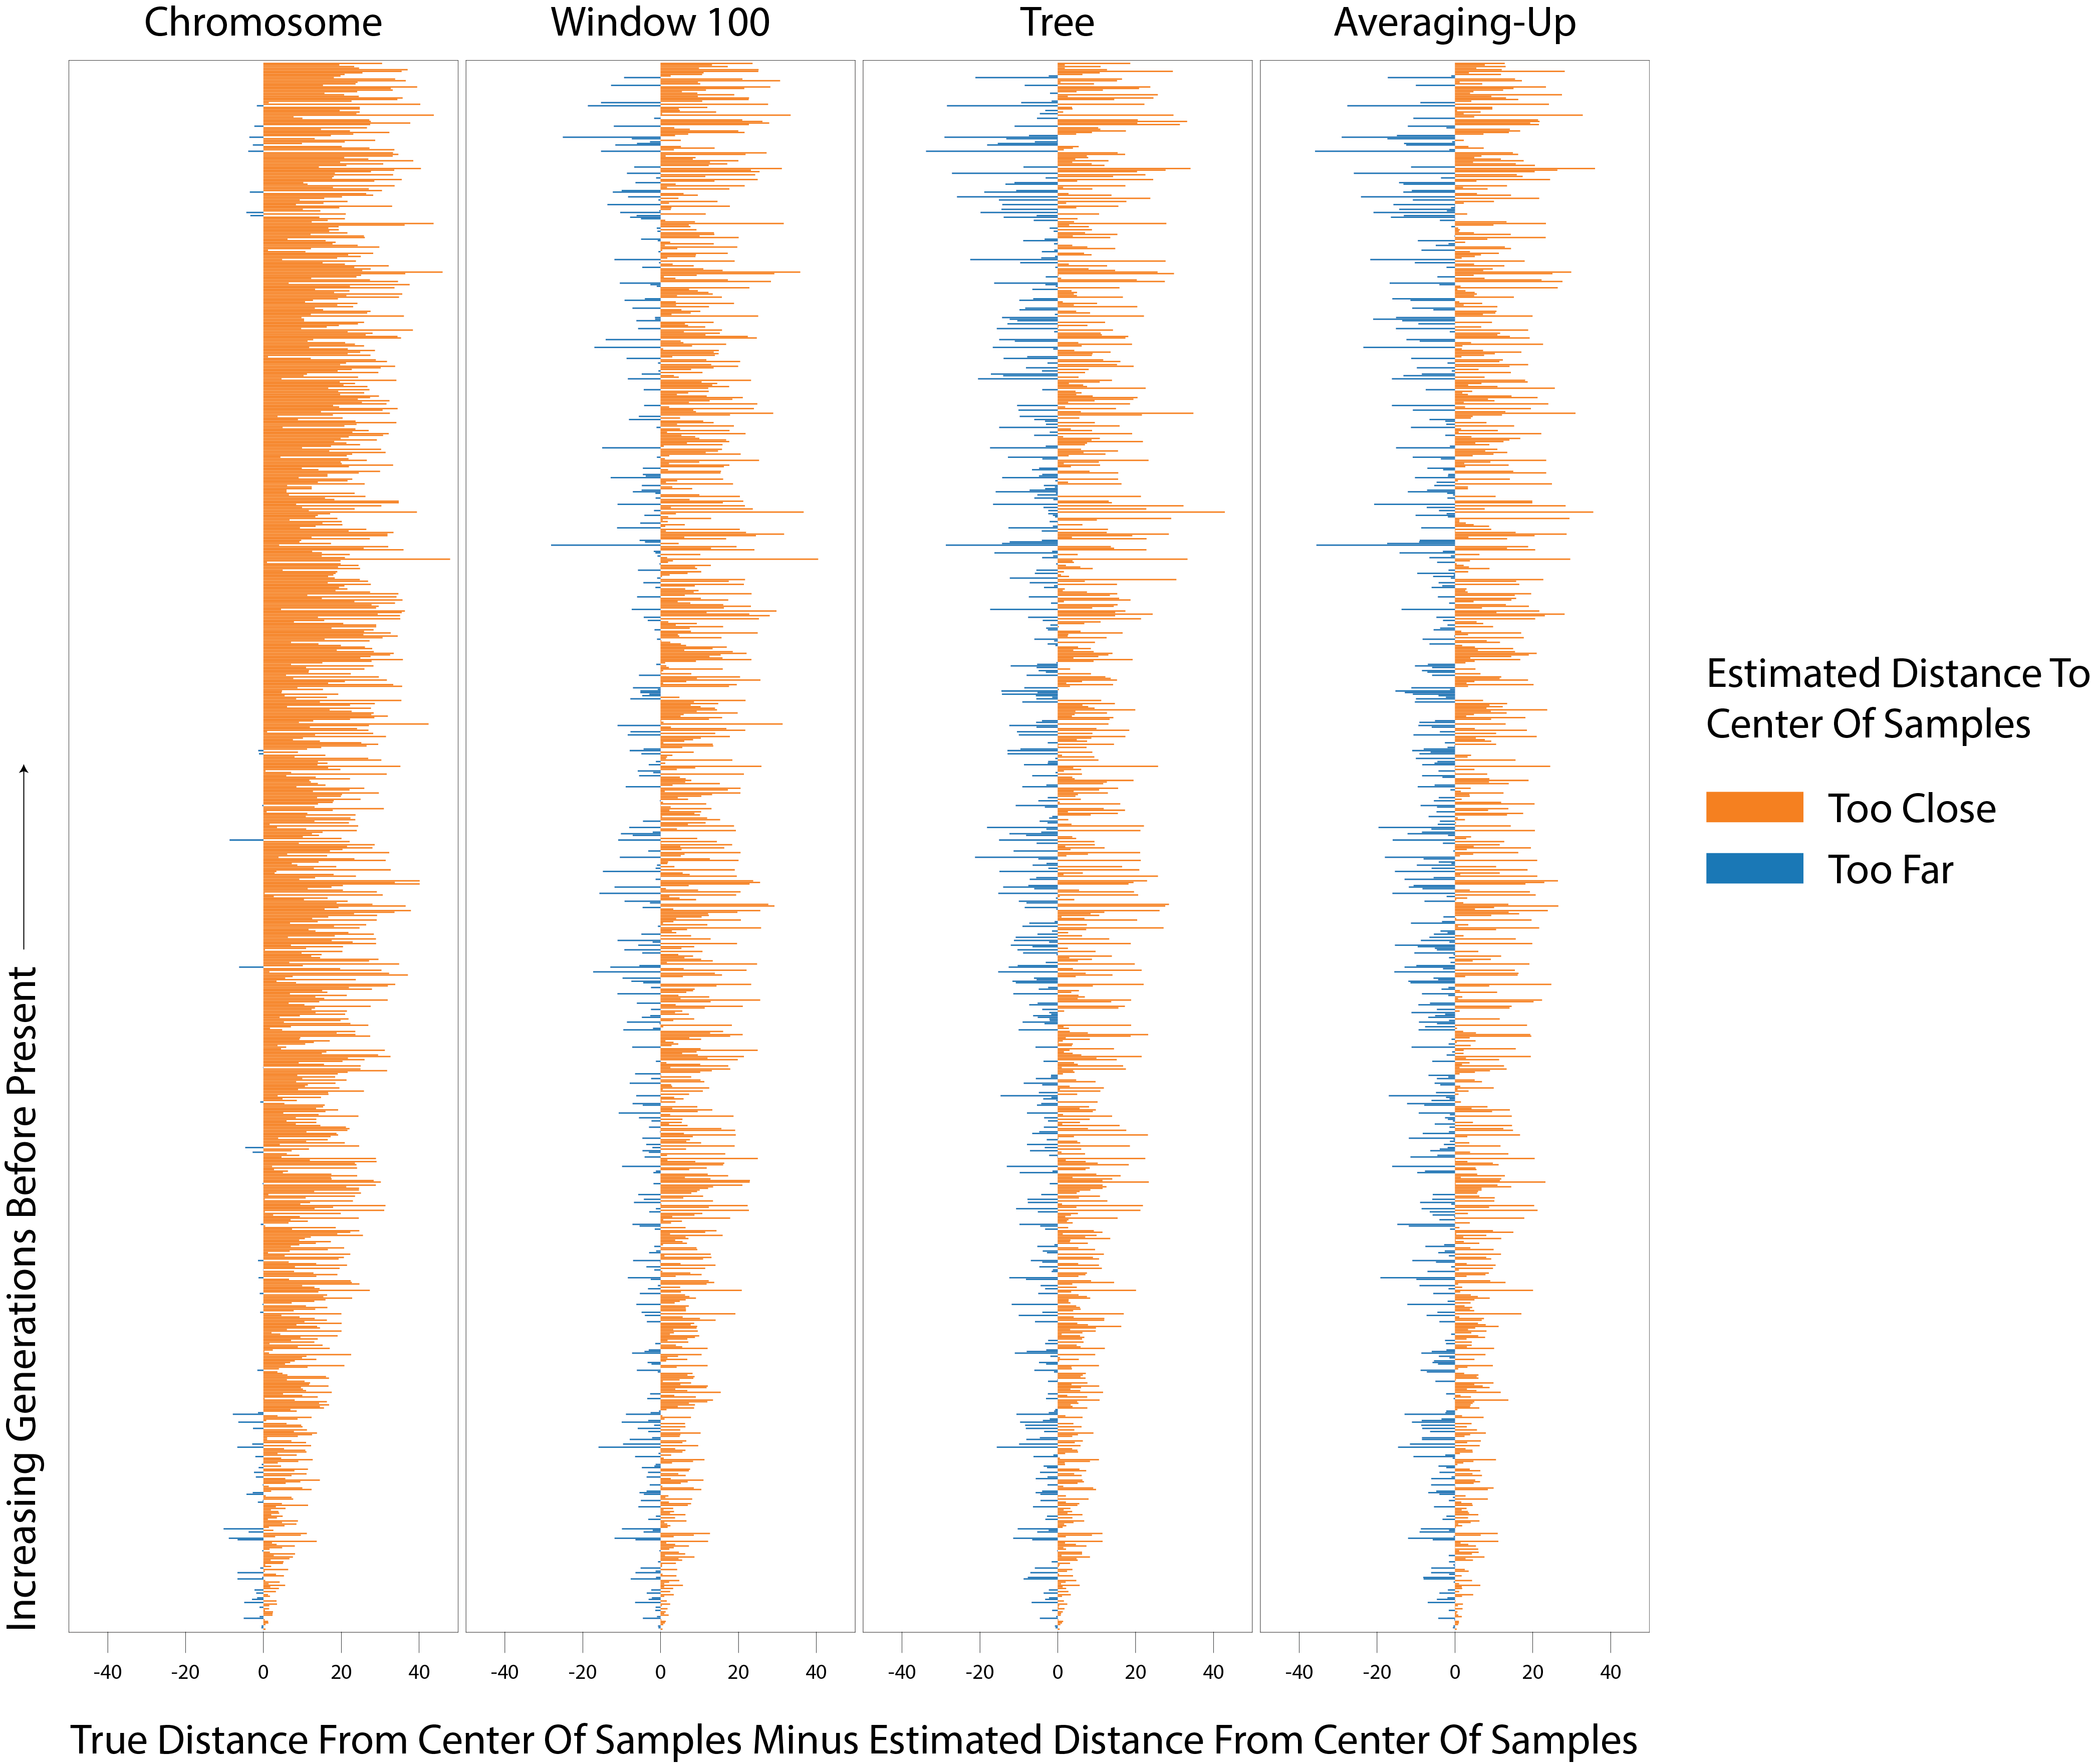 Chromosome Window 100 Tree Averaging-Up
Increasing Generations Before Present
Estimated Distance To
Center Of Samples
Too Close
Too Far
-40 -20 0 20 40 -40 -20 0 20 40 -40 -20 0 20 40 -40 -20 0 20 40
True Distance From Center Of Samples Minus Estimated Distance From Center Of Samples